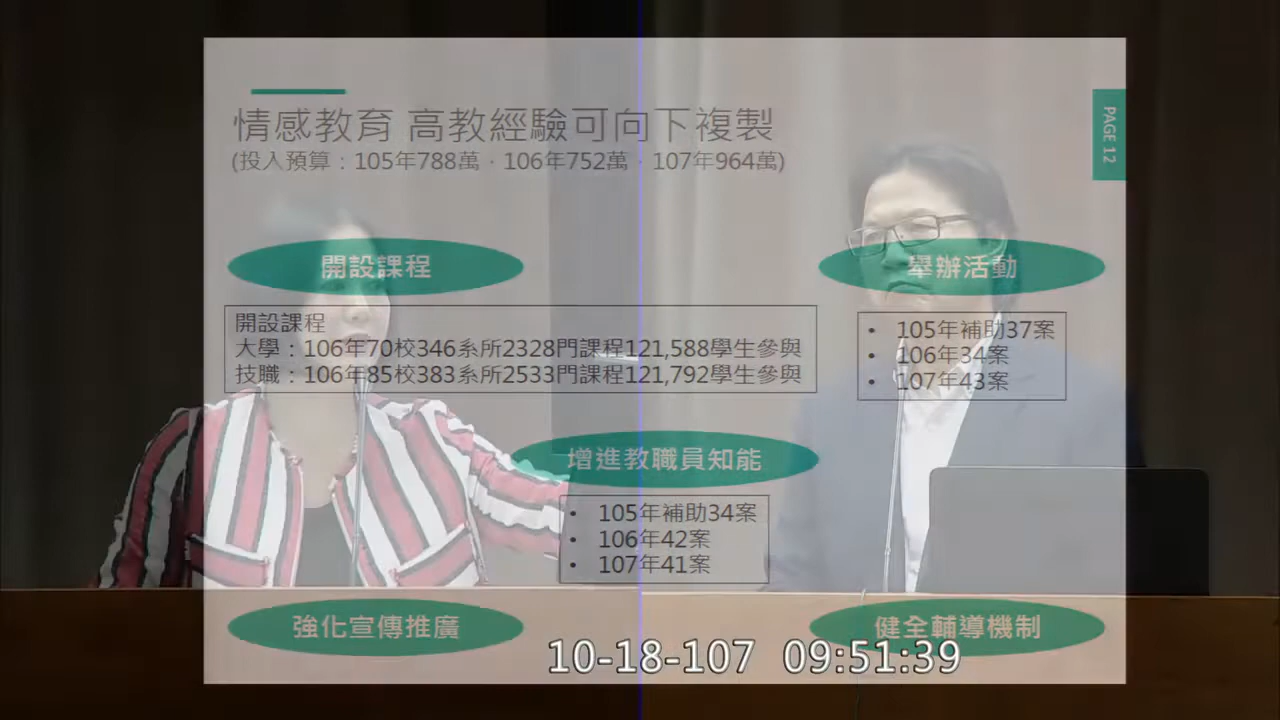 情感教育 高教經驗可向下複製
(投入預算：105年788萬、106年752萬、107年964萬)
PAGE 12
開設課程
舉辦活動
開設課程
大學：106年70校346系所2328門課程121,588學生參與
技職：106年85校383系所2533門課程121,792學生參與
• 105年補助37案
• 106年34案
• 107年43案
增進教職員知能
• 105年補助34案
• 106年42案
• 107年41案
強化宣傳推廣
健全輔導機制
10-18-107 09:51:39